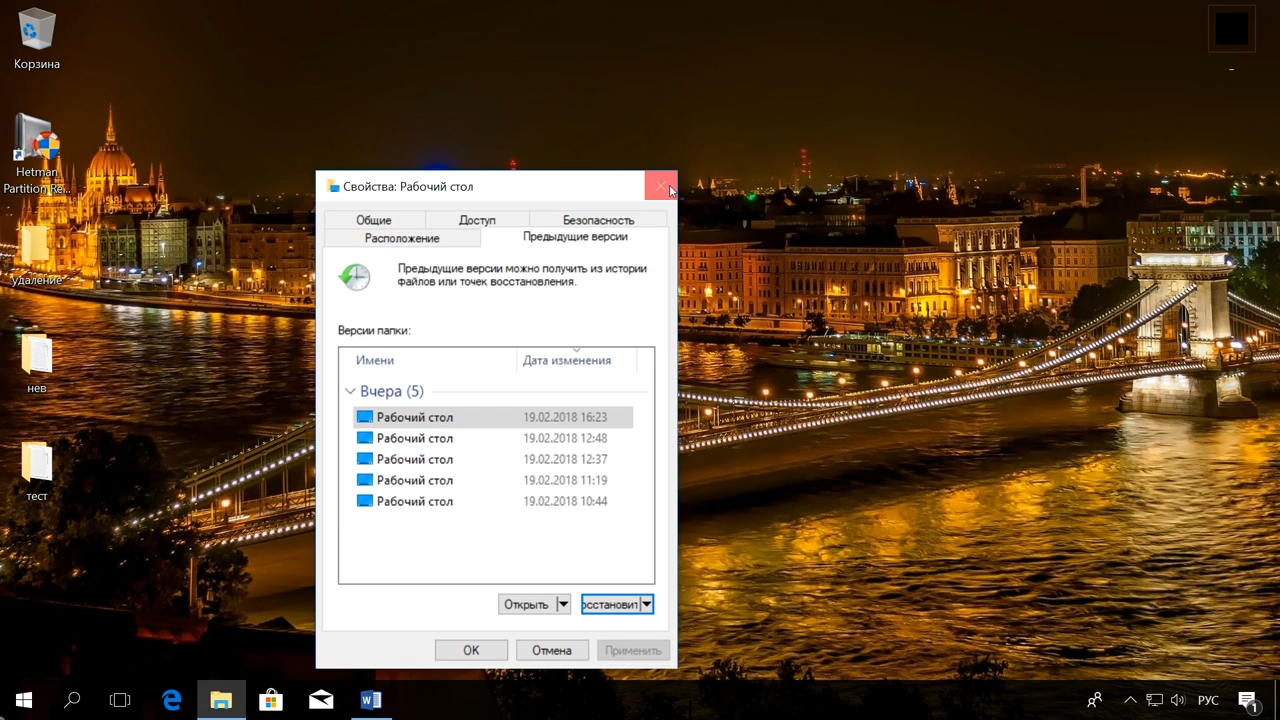 Корзина
Hetman
Partition Re...
удаление
нев
тест
Свойства: Рабочий стол
Общие
Доступ
Безопасность
Расположение
Предыдущие версии
Предыдущие версии можно получить из истории
файлов или точек восстановления.
Версии папки:
Имени
Дата изменения
Вчера (5)
Рабочий стол 19.02.2018 16:23
Рабочий стол 19.02.2018 12:48
Рабочий стол 19.02.2018 12:37
Рабочий стол 19.02.2018 11:19
Рабочий стол 19.02.2018 10:44
Открыть
осстановит
ОК
Отмена
Применить
РУС
1